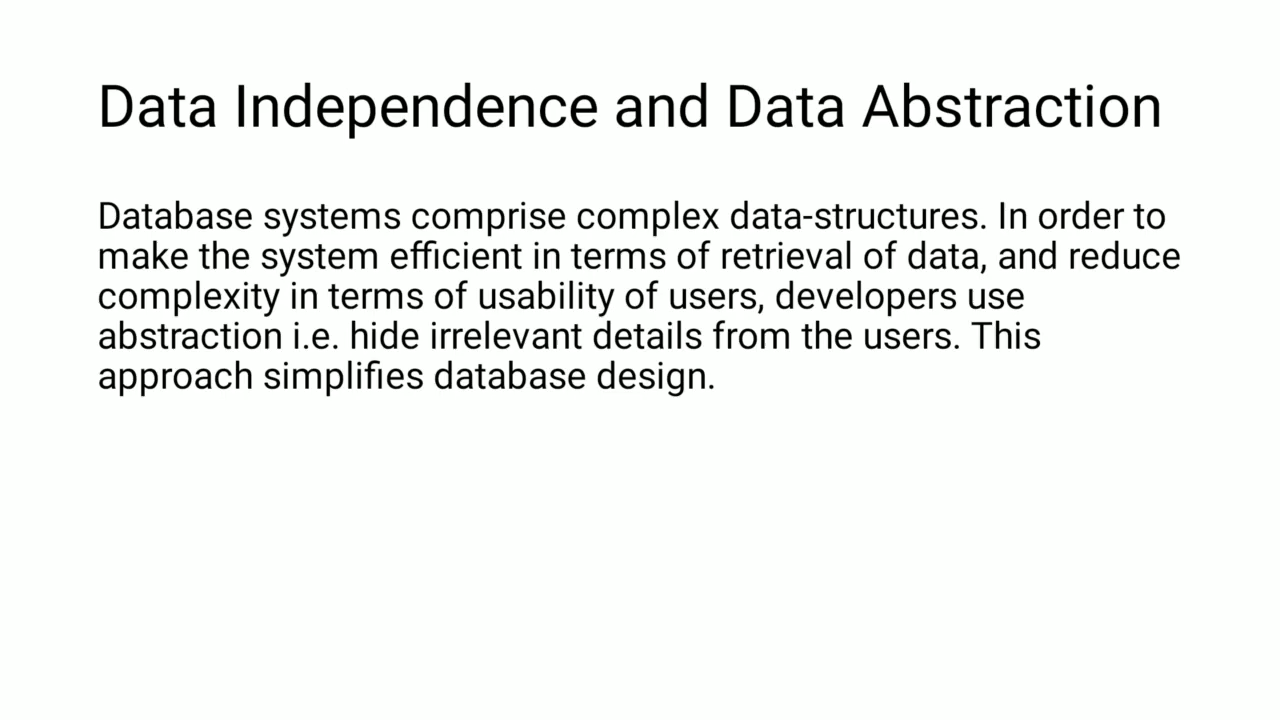 Data Independence and Data Abstraction
Database systems comprise complex data-structures. In order to
make the system efficient in terms of retrieval of data, and reduce
complexity in terms of usability of users, developers use
abstraction i.e. hide irrelevant details from the users. This
approach simplifies database design.